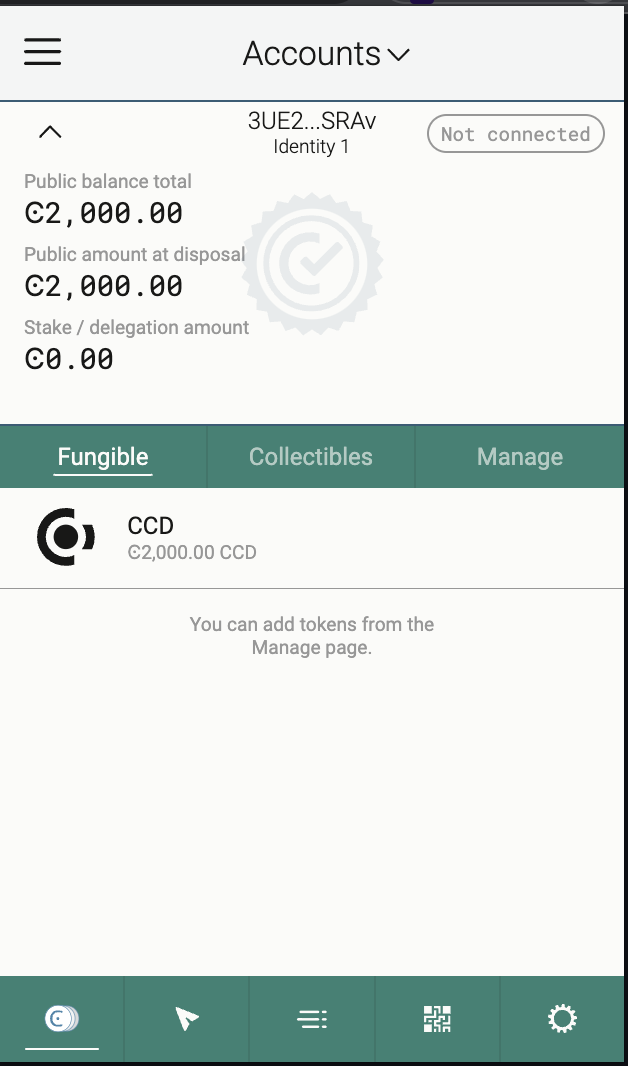 Accounts
3UE2...SRAv
Identity 1
Not connected
Public balance total
Ͼ2,000.00
Public amount at disposal
Ͼ2,000.00
Stake / delegation amount
Ͼ0.00
Fungible
Collectibles
Manage
CCD
Ͼ2,000.00 CCD
You can add tokens from the
Manage page.